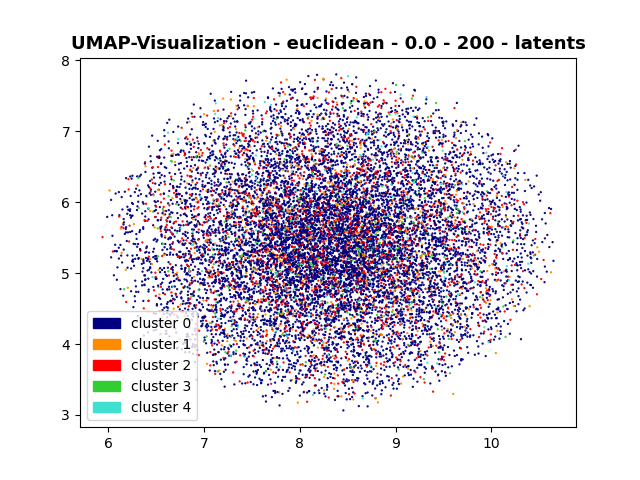 UMAP-Visualization - euclidean - 0.0 - 200 - latents
8
7
6
5
4
3
cluster 0
cluster 1
cluster 2
cluster 3
cluster 4
6 7 8 9 10